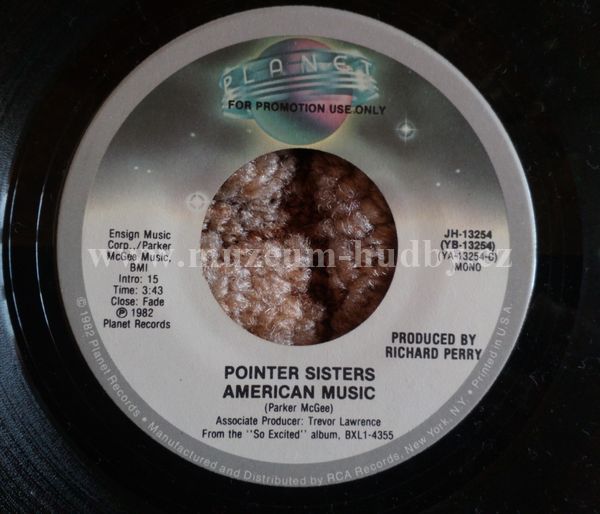 PLANET
FOR PROMOTION USE ONLY
Ensign Music
Corp../Parker
McGee Music,
BMI
Intro: 15
Time: 3:43
Close: Fade
Ⓟ 1982
Planet Records
JH-13254
(YB-13254)
(YA-13254-C)
MONO
www.muzeum-hudby.cz
PRODUCED BY
RICHARD PERRY
POINTER SISTERS
AMERICAN MUSIC
(Parker McGee)
Associate Producer: Trevor Lawrence
From the "So Excited" album, BXL1-4355
© 1982 Planet Records • Manufactured and Distributed by RCA Records, New York, NY • Printed in U.S.A.